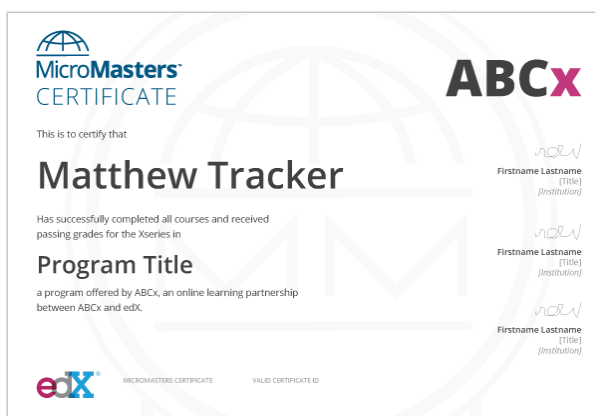 MicroMasters™
CERTIFICATE
ABCx
This is to certify that
Matthew Tracker
Has successfully completed all courses and received
passing grades for the Xseries in
Program Title
a program offered by ABCx, an online learning partnership
between ABCx and edX.
Firstname Lastname
[Title]
[Institution]
Firstname Lastname
[Title]
[Institution]
Firstname Lastname
[Title]
[Institution]
edX®
MICROMASTERS CERTIFICATE
VALID CERTIFICATE ID